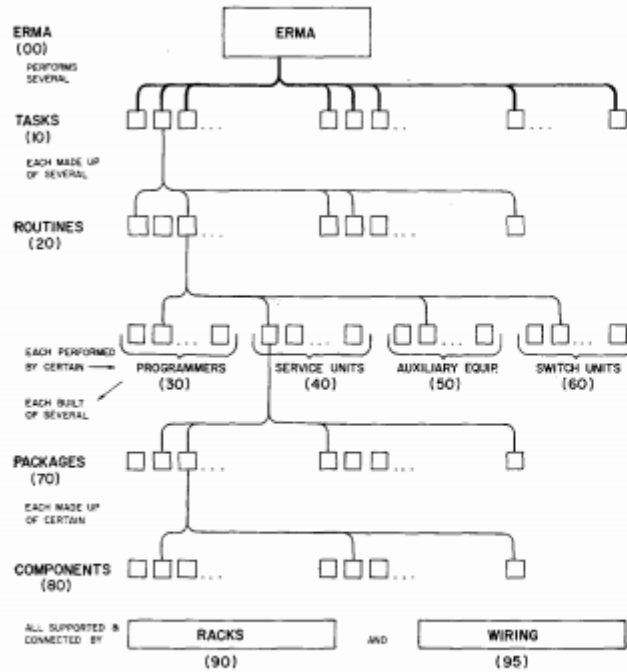 ERMA
(00)
ERMA
PERFORMS
SEVERAL
TASKS
(10)
...
..
....
EACH MADE UP
OF SEVERAL
ROUTINES
(20)
...
...
EACH PERFORMED
BY CERTAIN
...
...
...
...
PROGRAMMERS
(30)
SERVICE UNITS
(40)
AUXILIARY EQUIP.
(50)
SWITCH UNITS
(60)
EACH BUILT
OF SEVERAL
PACKAGES
(70)
...
...
EACH MADE UP
OF CERTAIN
COMPONENTS
(80)
...
...
ALL SUPPORTED &
CONNECTED BY
RACKS
(90)
AND
WIRING
(95)